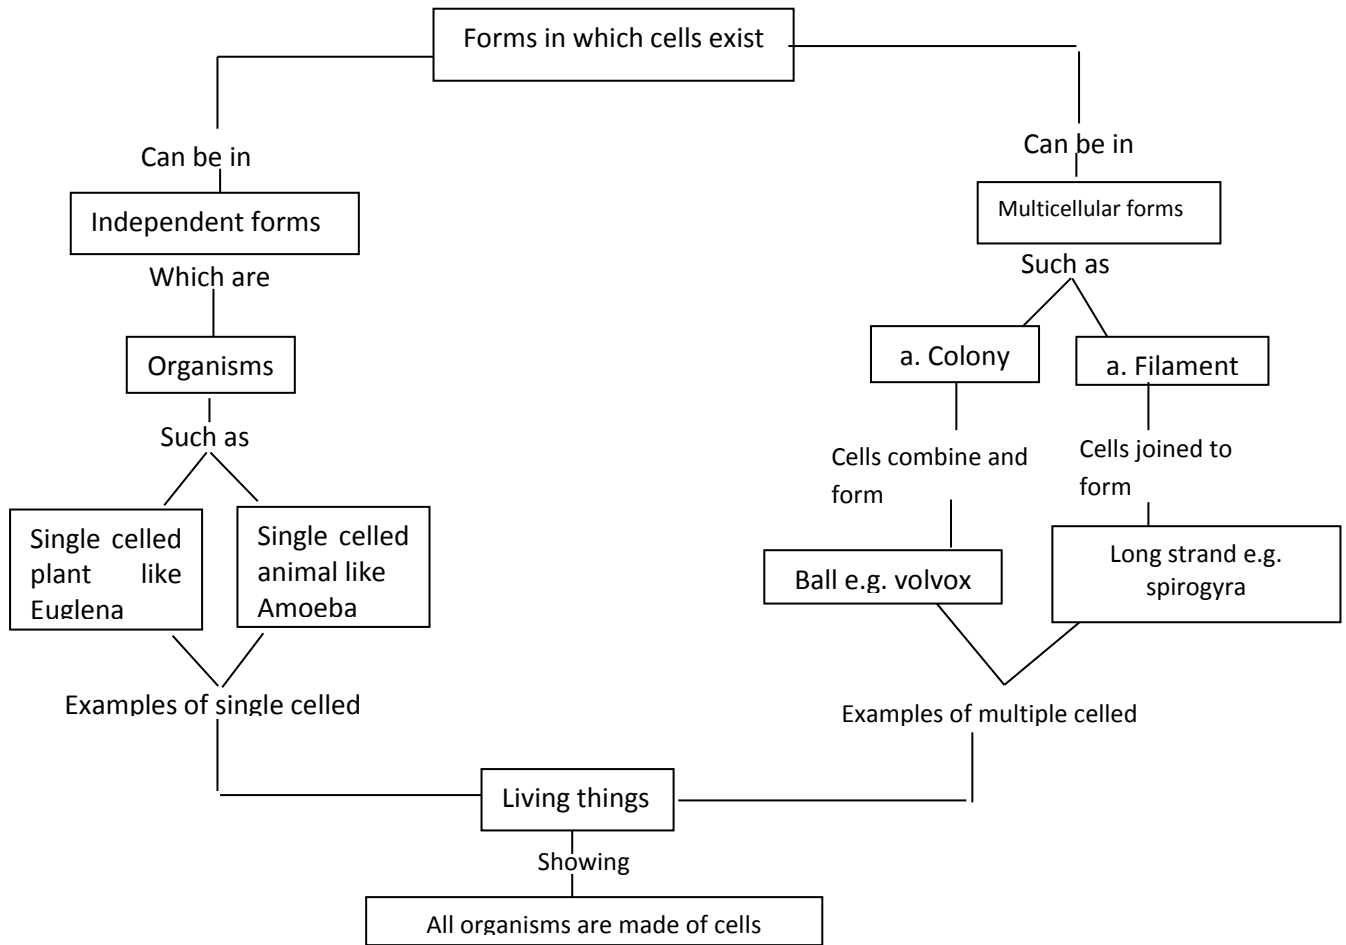 Forms in which cells exist
Can be in
Can be in
Independent forms
Multicellular forms
Which are
Such as
Organisms
a. Colony
a. Filament
Such as
Cells combine and
form
Cells joined to
form
Single celled
plant like
Euglena
Single celled
animal like
Amoeba
Ball e.g. volvox
Long strand e.g.
spirogyra
Examples of single celled
Examples of multiple celled
Living things
Showing
All organisms are made of cells